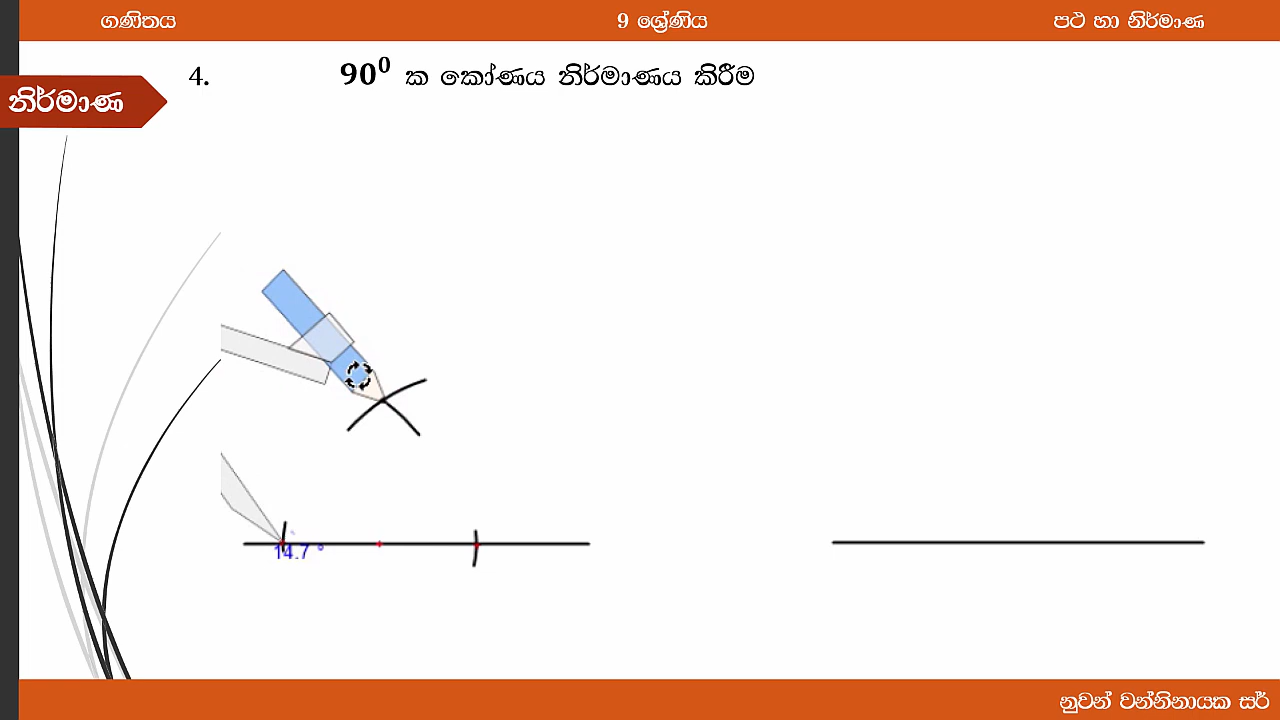 ගණිතය
9 ශ්‍රේණිය
පථ හා නිර්මාණ
නිර්මාණ
4. 90⁰ ක කෝණය නිර්මාණය කිරීම
14.7 °
නුවන් වන්නිනායක සර්